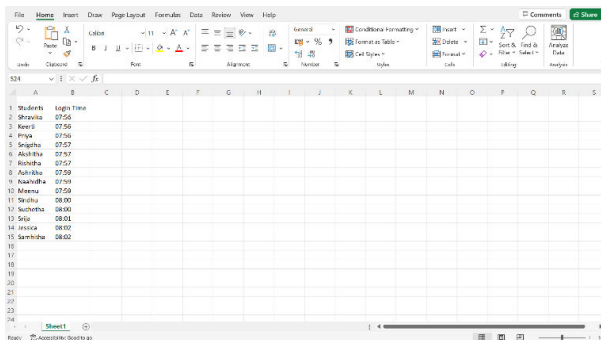 File Home Insert Draw Page Layout Formulas Data Review View Help Comments Share
Calibri 11 A^ A˅ General Conditional Formatting Insert
Paste B I U A % 9 Format as Table Delete Sort & Filter Find & Select Analyze Data
Cell Styles Format
Undo Clipboard Font Alignment Number Styles Cells Editing Analysis
S24 fx
A B C D E F G H I J K L M N O P Q R S
1 Students Login Time
2 Shravika 07:56
3 Keerti 07:56
4 Priya 07:56
5 Snigdha 07:57
6 Akshitha 07:57
7 Rishitha 07:57
8 Ashritha 07:59
9 Naahidha 07:59
10 Meenu 07:59
11 Sindhu 08:00
12 Suchetha 08:00
13 Srija 08:01
14 Jessica 08:02
15 Samhitha 08:02
16
17
18
19
20
21
22
23
24
Sheet1
Ready Accessibility: Good to go